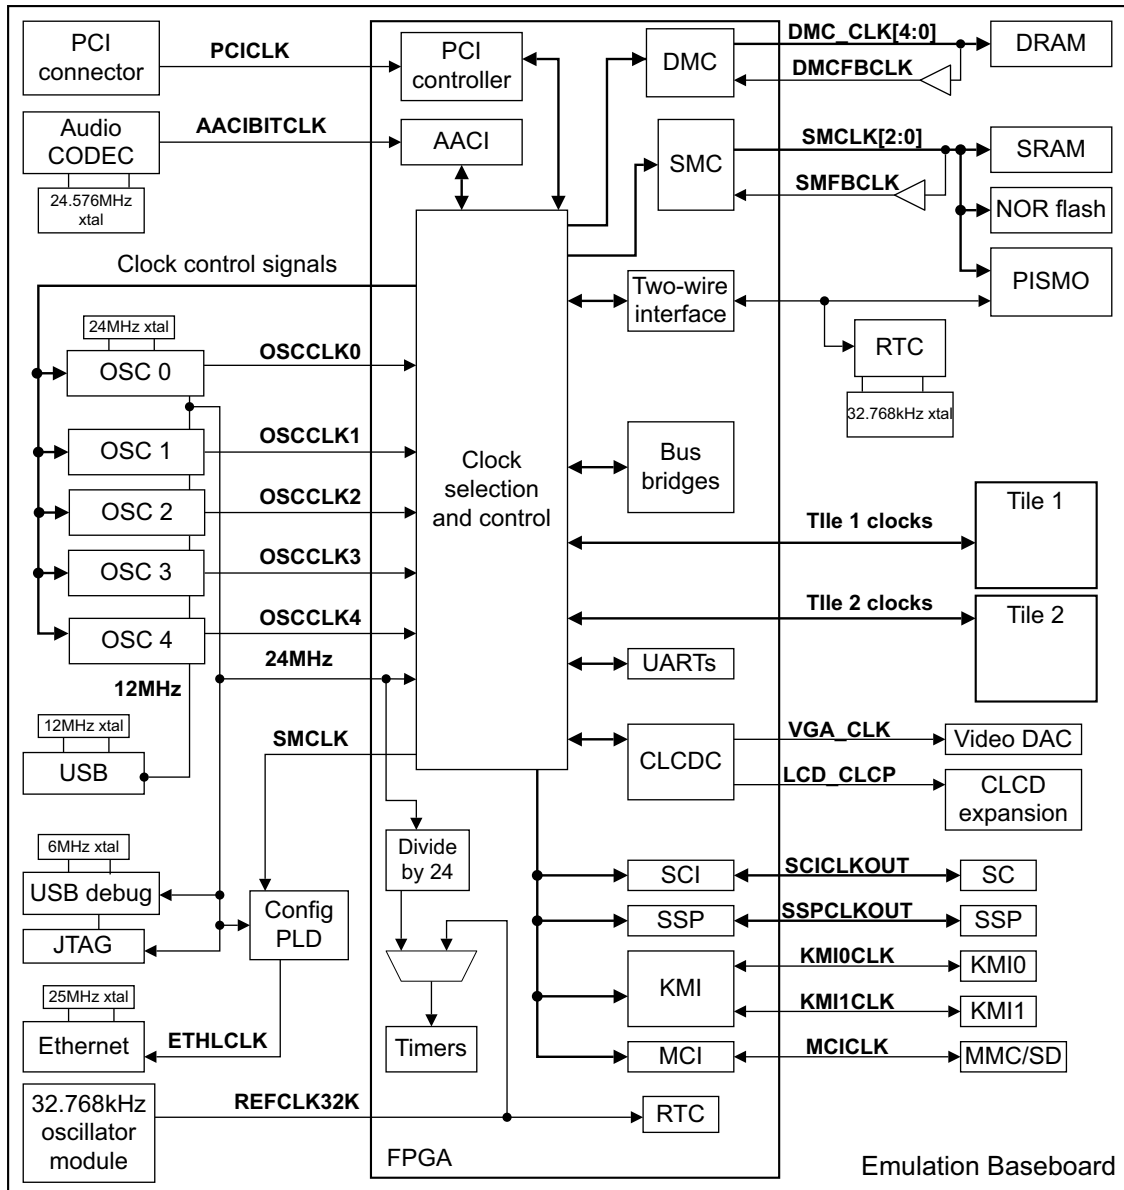 PCI
connector
PCICLK
PCI
controller
DMC
DMC_CLK[4:0]
DMCFBCLK
DRAM
Audio
CODEC
AACIBITCLK
AACI
24.576MHz
xtal
SMC
SMCLK[2:0]
SMFBCLK
SRAM
NOR flash
PISMO
Clock control signals
Two-wire
interface
RTC
32.768kHz xtal
24MHz xtal
OSC 0
OSCCLK0
OSC 1
OSCCLK1
OSC 2
OSCCLK2
OSC 3
OSCCLK3
OSC 4
OSCCLK4
24MHz
12MHz
Clock
selection
and control
Bus
bridges
TIle 1 clocks
Tile 1
TIle 2 clocks
Tile 2
UARTs
12MHz xtal
USB
SMCLK
CLCDC
VGA_CLK
Video DAC
LCD_CLCP
CLCD
expansion
6MHz xtal
USB debug
JTAG
Config
PLD
Divide
by 24
SCI
SCICLKOUT
SC
SSP
SSPCLKOUT
SSP
KMI
KMI0CLK
KMI0
KMI1CLK
KMI1
25MHz xtal
Ethernet
ETHLCLK
Timers
MCI
MCICLK
MMC/SD
32.768kHz
oscillator
module
REFCLK32K
RTC
FPGA
Emulation Baseboard